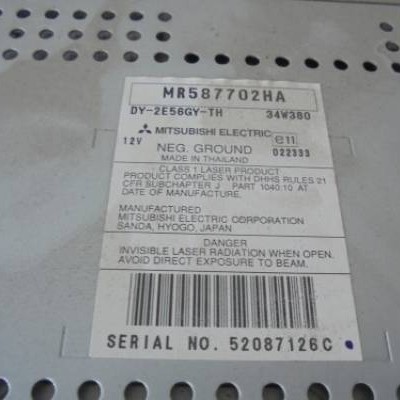 MR587702HA
DY-2E56GY-TH 34W380
MITSUBISHI ELECTRIC e11
12V NEG. GROUND 022333
MADE IN THAILAND
CLASS 1 LASER PRODUCT
PRODUCT COMPLIES WITH DHHS RULES 21
CFR SUBCHAPTER J PART 1040.10 AT
DATE OF MANUFACTURE.
MANUFACTURED
MITSUBISHI ELECTRIC CORPORATION
SANDA, HYOGO, JAPAN
DANGER
INVISIBLE LASER RADIATION WHEN OPEN.
AVOID DIRECT EXPOSURE TO BEAM.
SERIAL NO. 52087126C